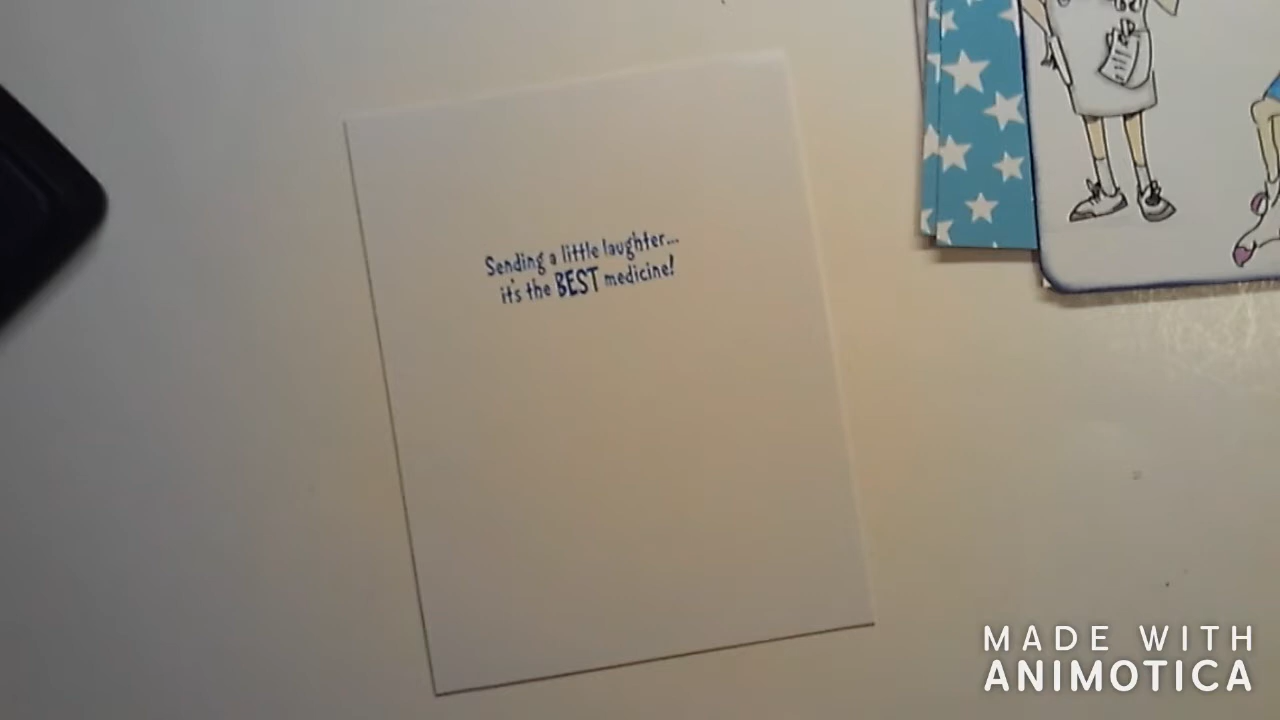 Sending a little laughter...
it's the BEST medicine!
MADE WITH
ANIMOTICA